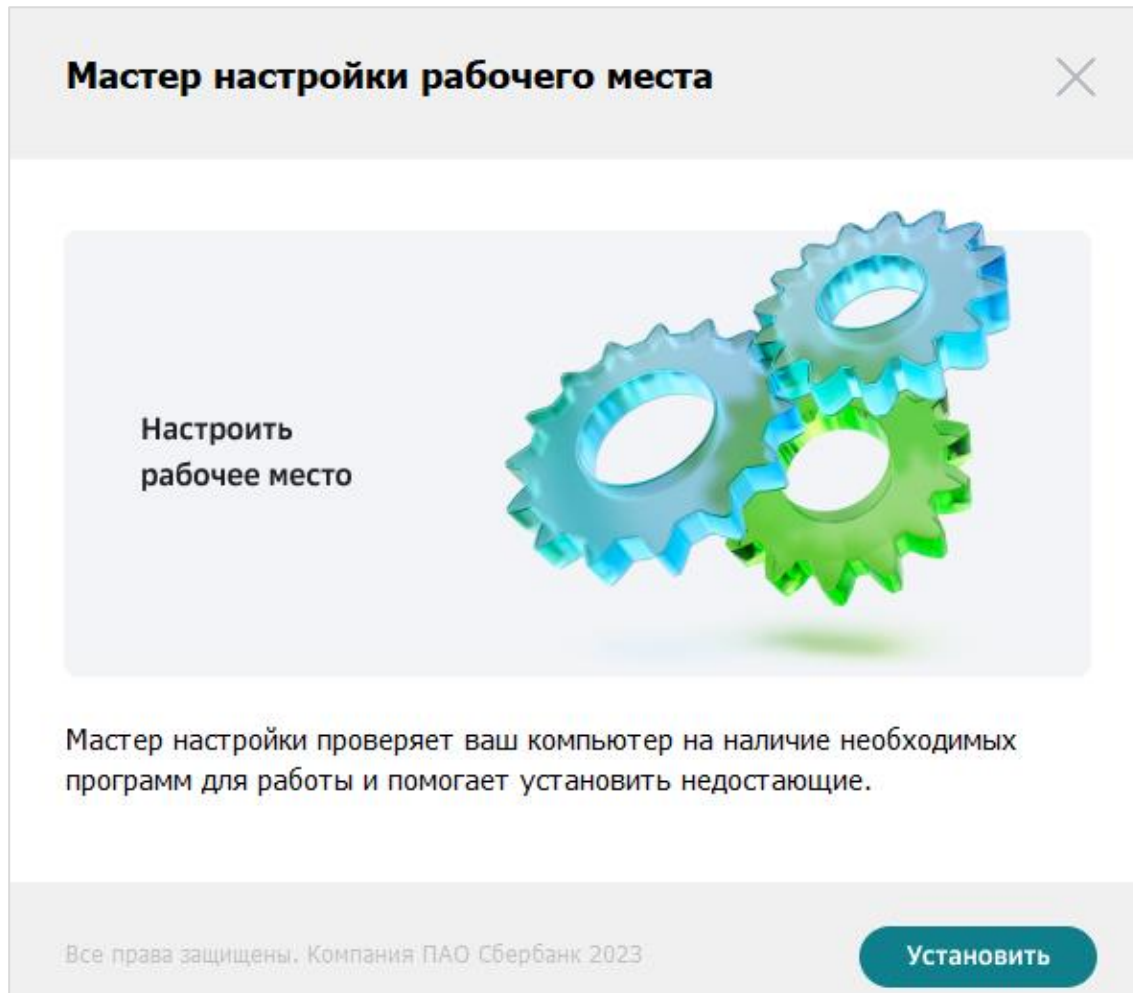 Мастер настройки рабочего места
Настроить
рабочее место
Мастер настройки проверяет ваш компьютер на наличие необходимых
программ для работы и помогает установить недостающие.
Все права защищены. Компания ПАО Сбербанк 2023
Установить